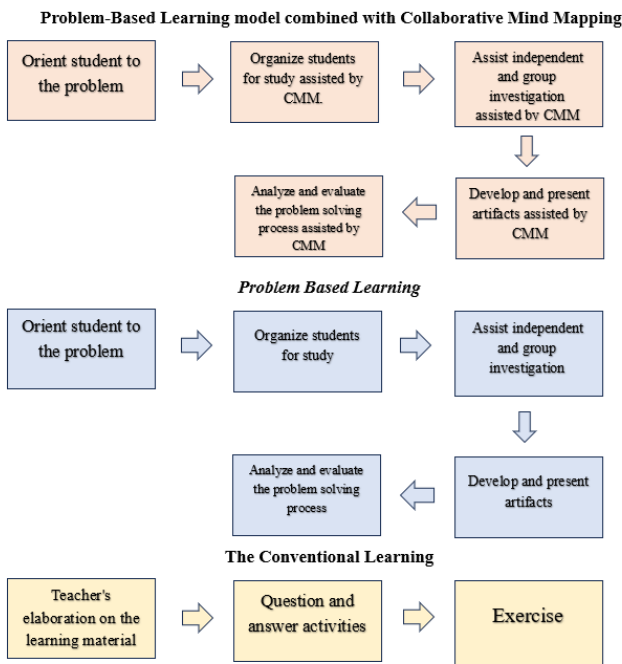 Problem-Based Learning model combined with Collaborative Mind Mapping
Orient student to
the problem
Organize students
for study assisted by
CMM.
Assist independent
and group
investigation
assisted by CMM
Develop and present
artifacts assisted by
CMM
Analyze and evaluate
the problem solving
process assisted by
CMM
Problem Based Learning
Orient student to
the problem
Organize students
for study
Assist independent
and group
investigation
Develop and present
artifacts
Analyze and evaluate
the problem solving
process
The Conventional Learning
Teacher's
elaboration on the
learning material
Question and
answer activities
Exercise